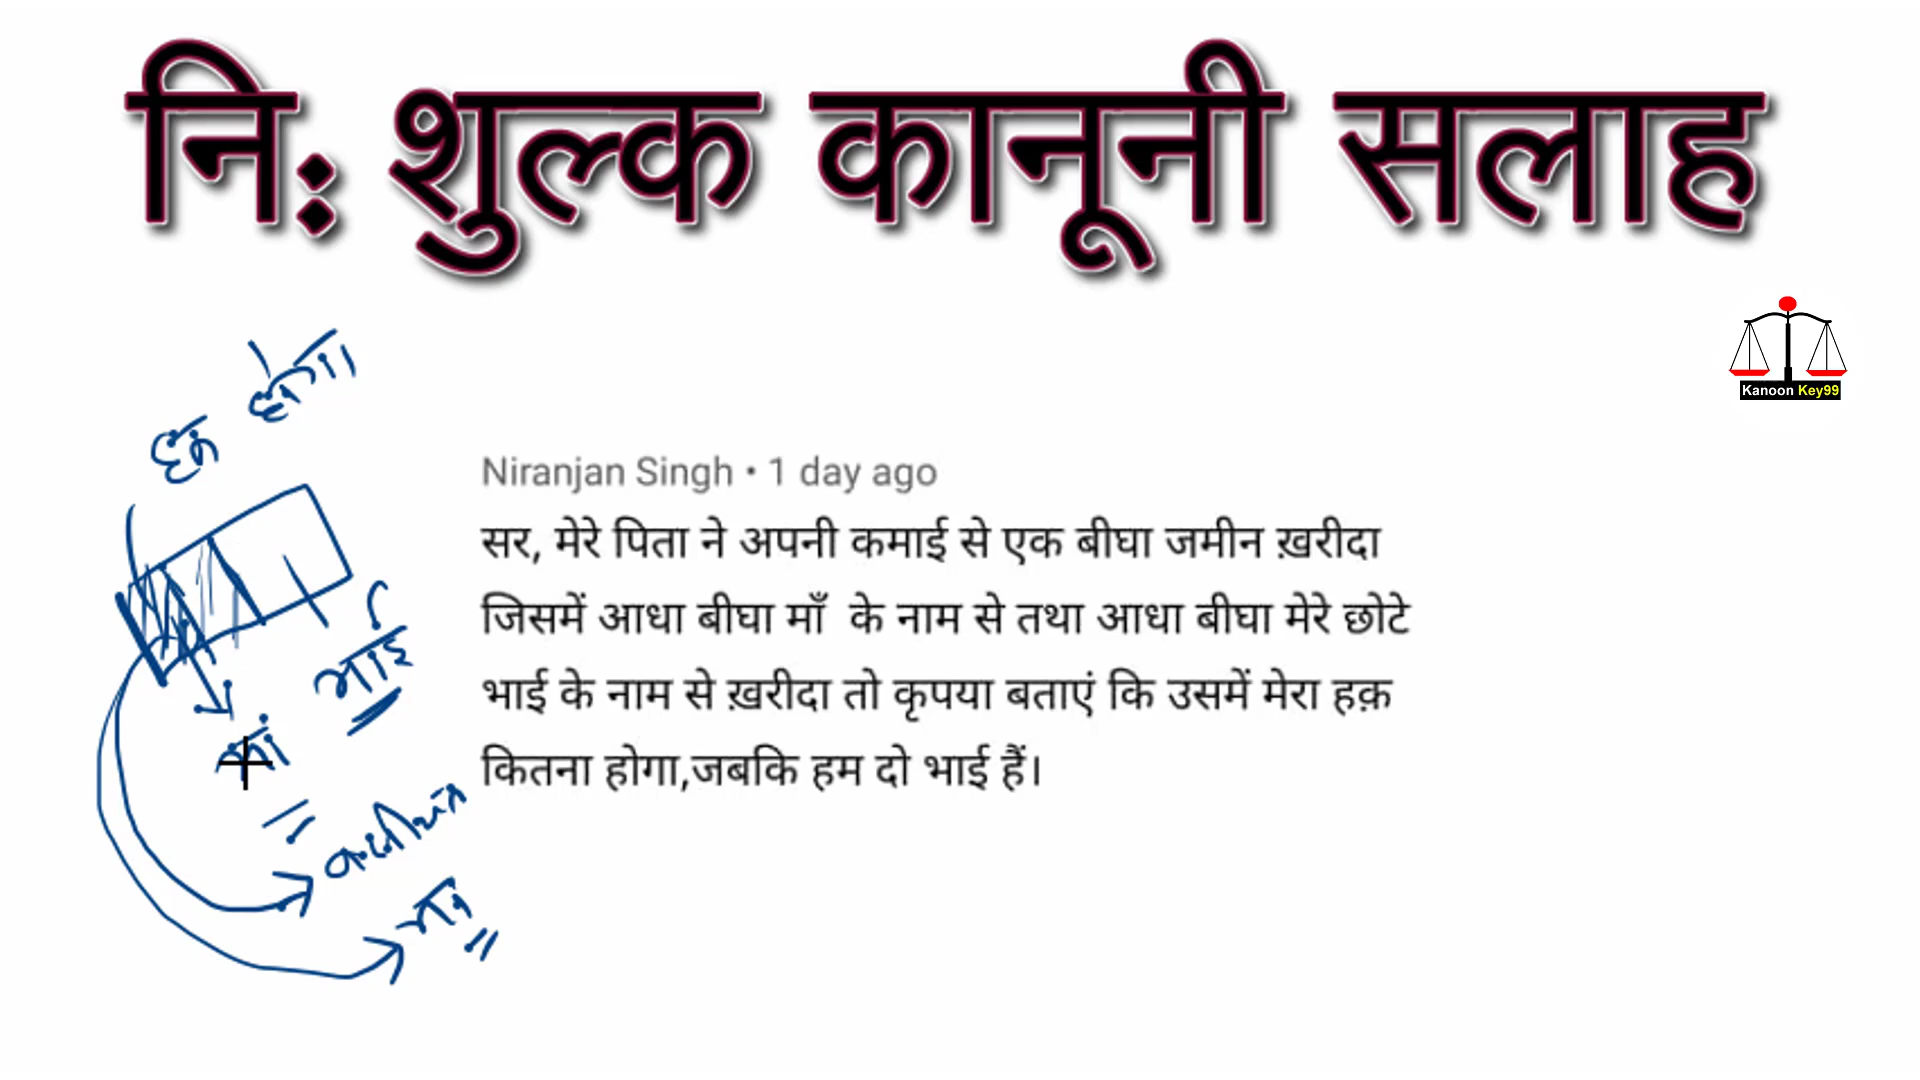 नि: शुल्क कानूनी सलाह
Kanoon Key99
हक होगा।
Niranjan Singh • 1 day ago
सर, मेरे पिता ने अपनी कमाई से एक बीघा जमीन ख़रीदा
जिसमें आधा बीघा माँ के नाम से तथा आधा बीघा मेरे छोटे
भाई के नाम से ख़रीदा तो कृपया बताएं कि उसमें मेरा हक़
कितना होगा,जबकि हम दो भाई हैं।
भाई
मां